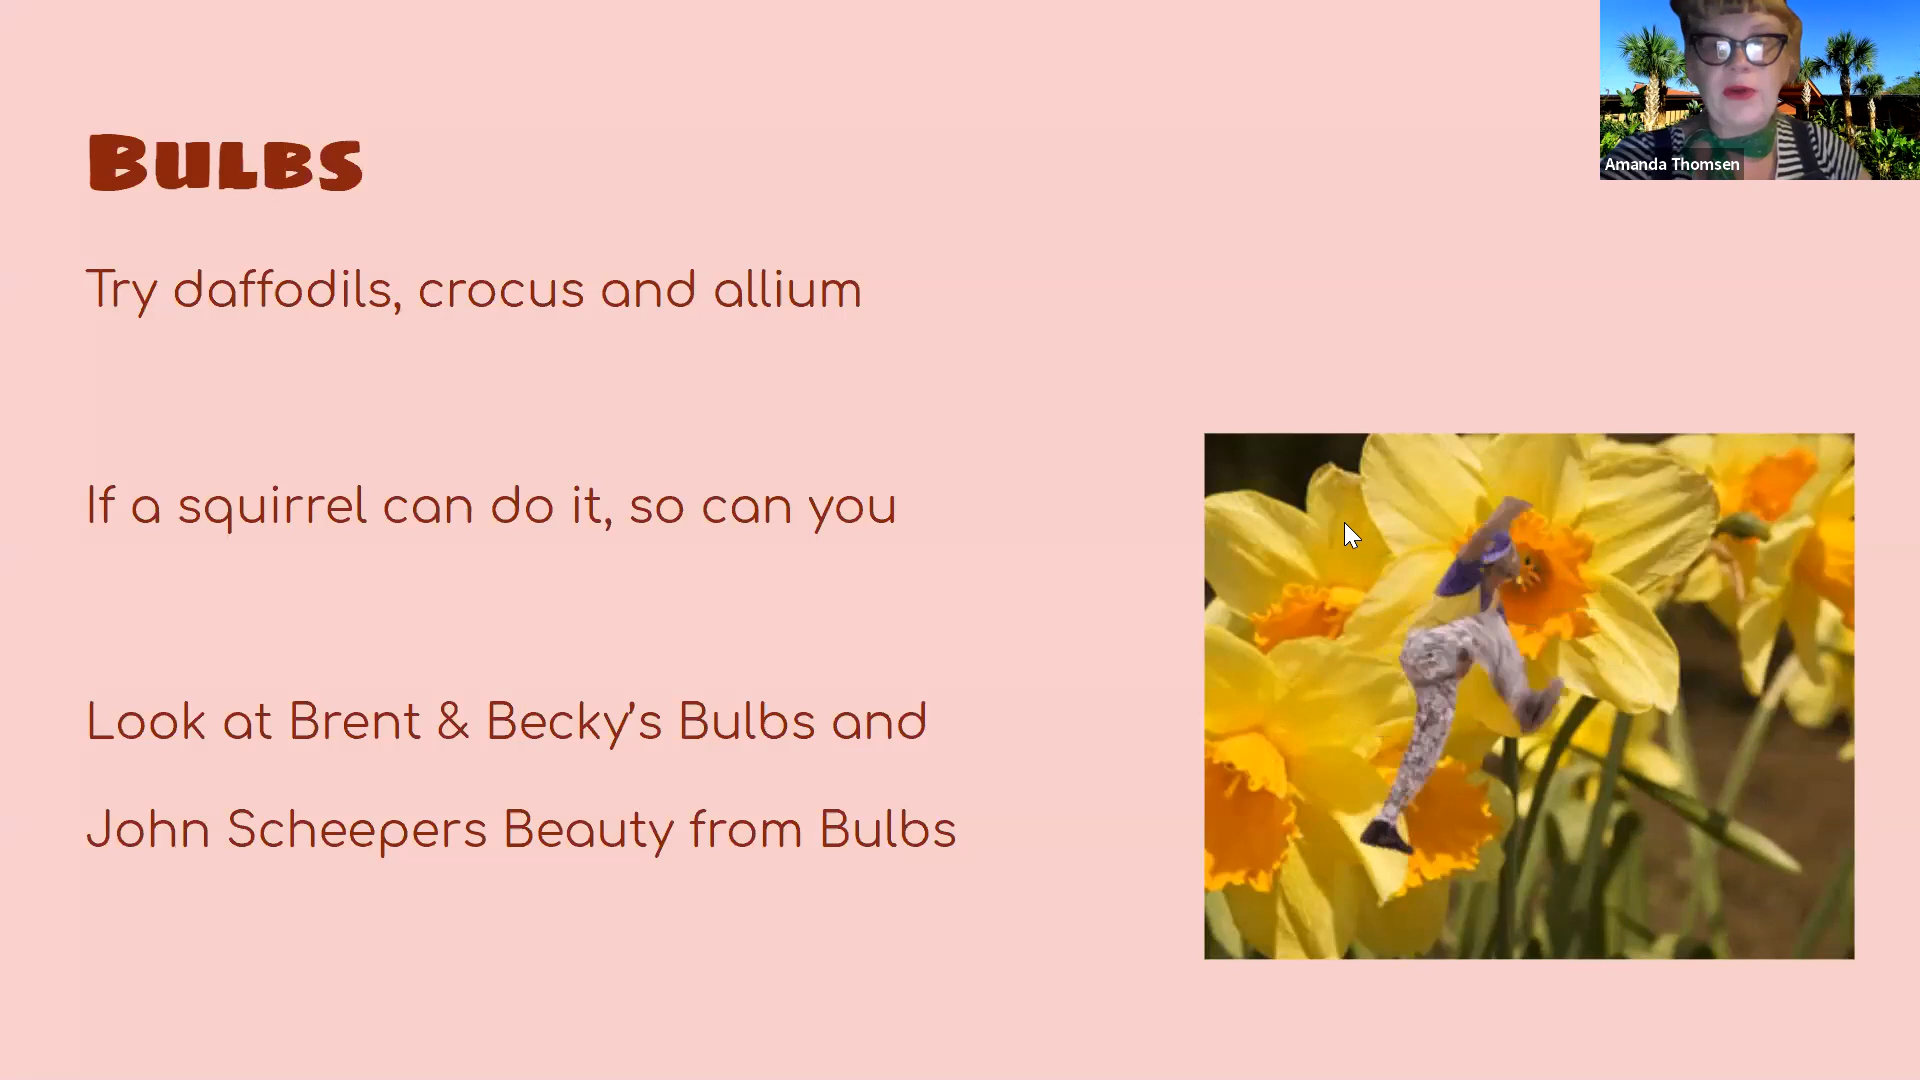 Bulbs
Try daffodils, crocus and allium
If a squirrel can do it, so can you
Look at Brent & Becky’s Bulbs and
John Scheepers Beauty from Bulbs
Amanda Thomsen